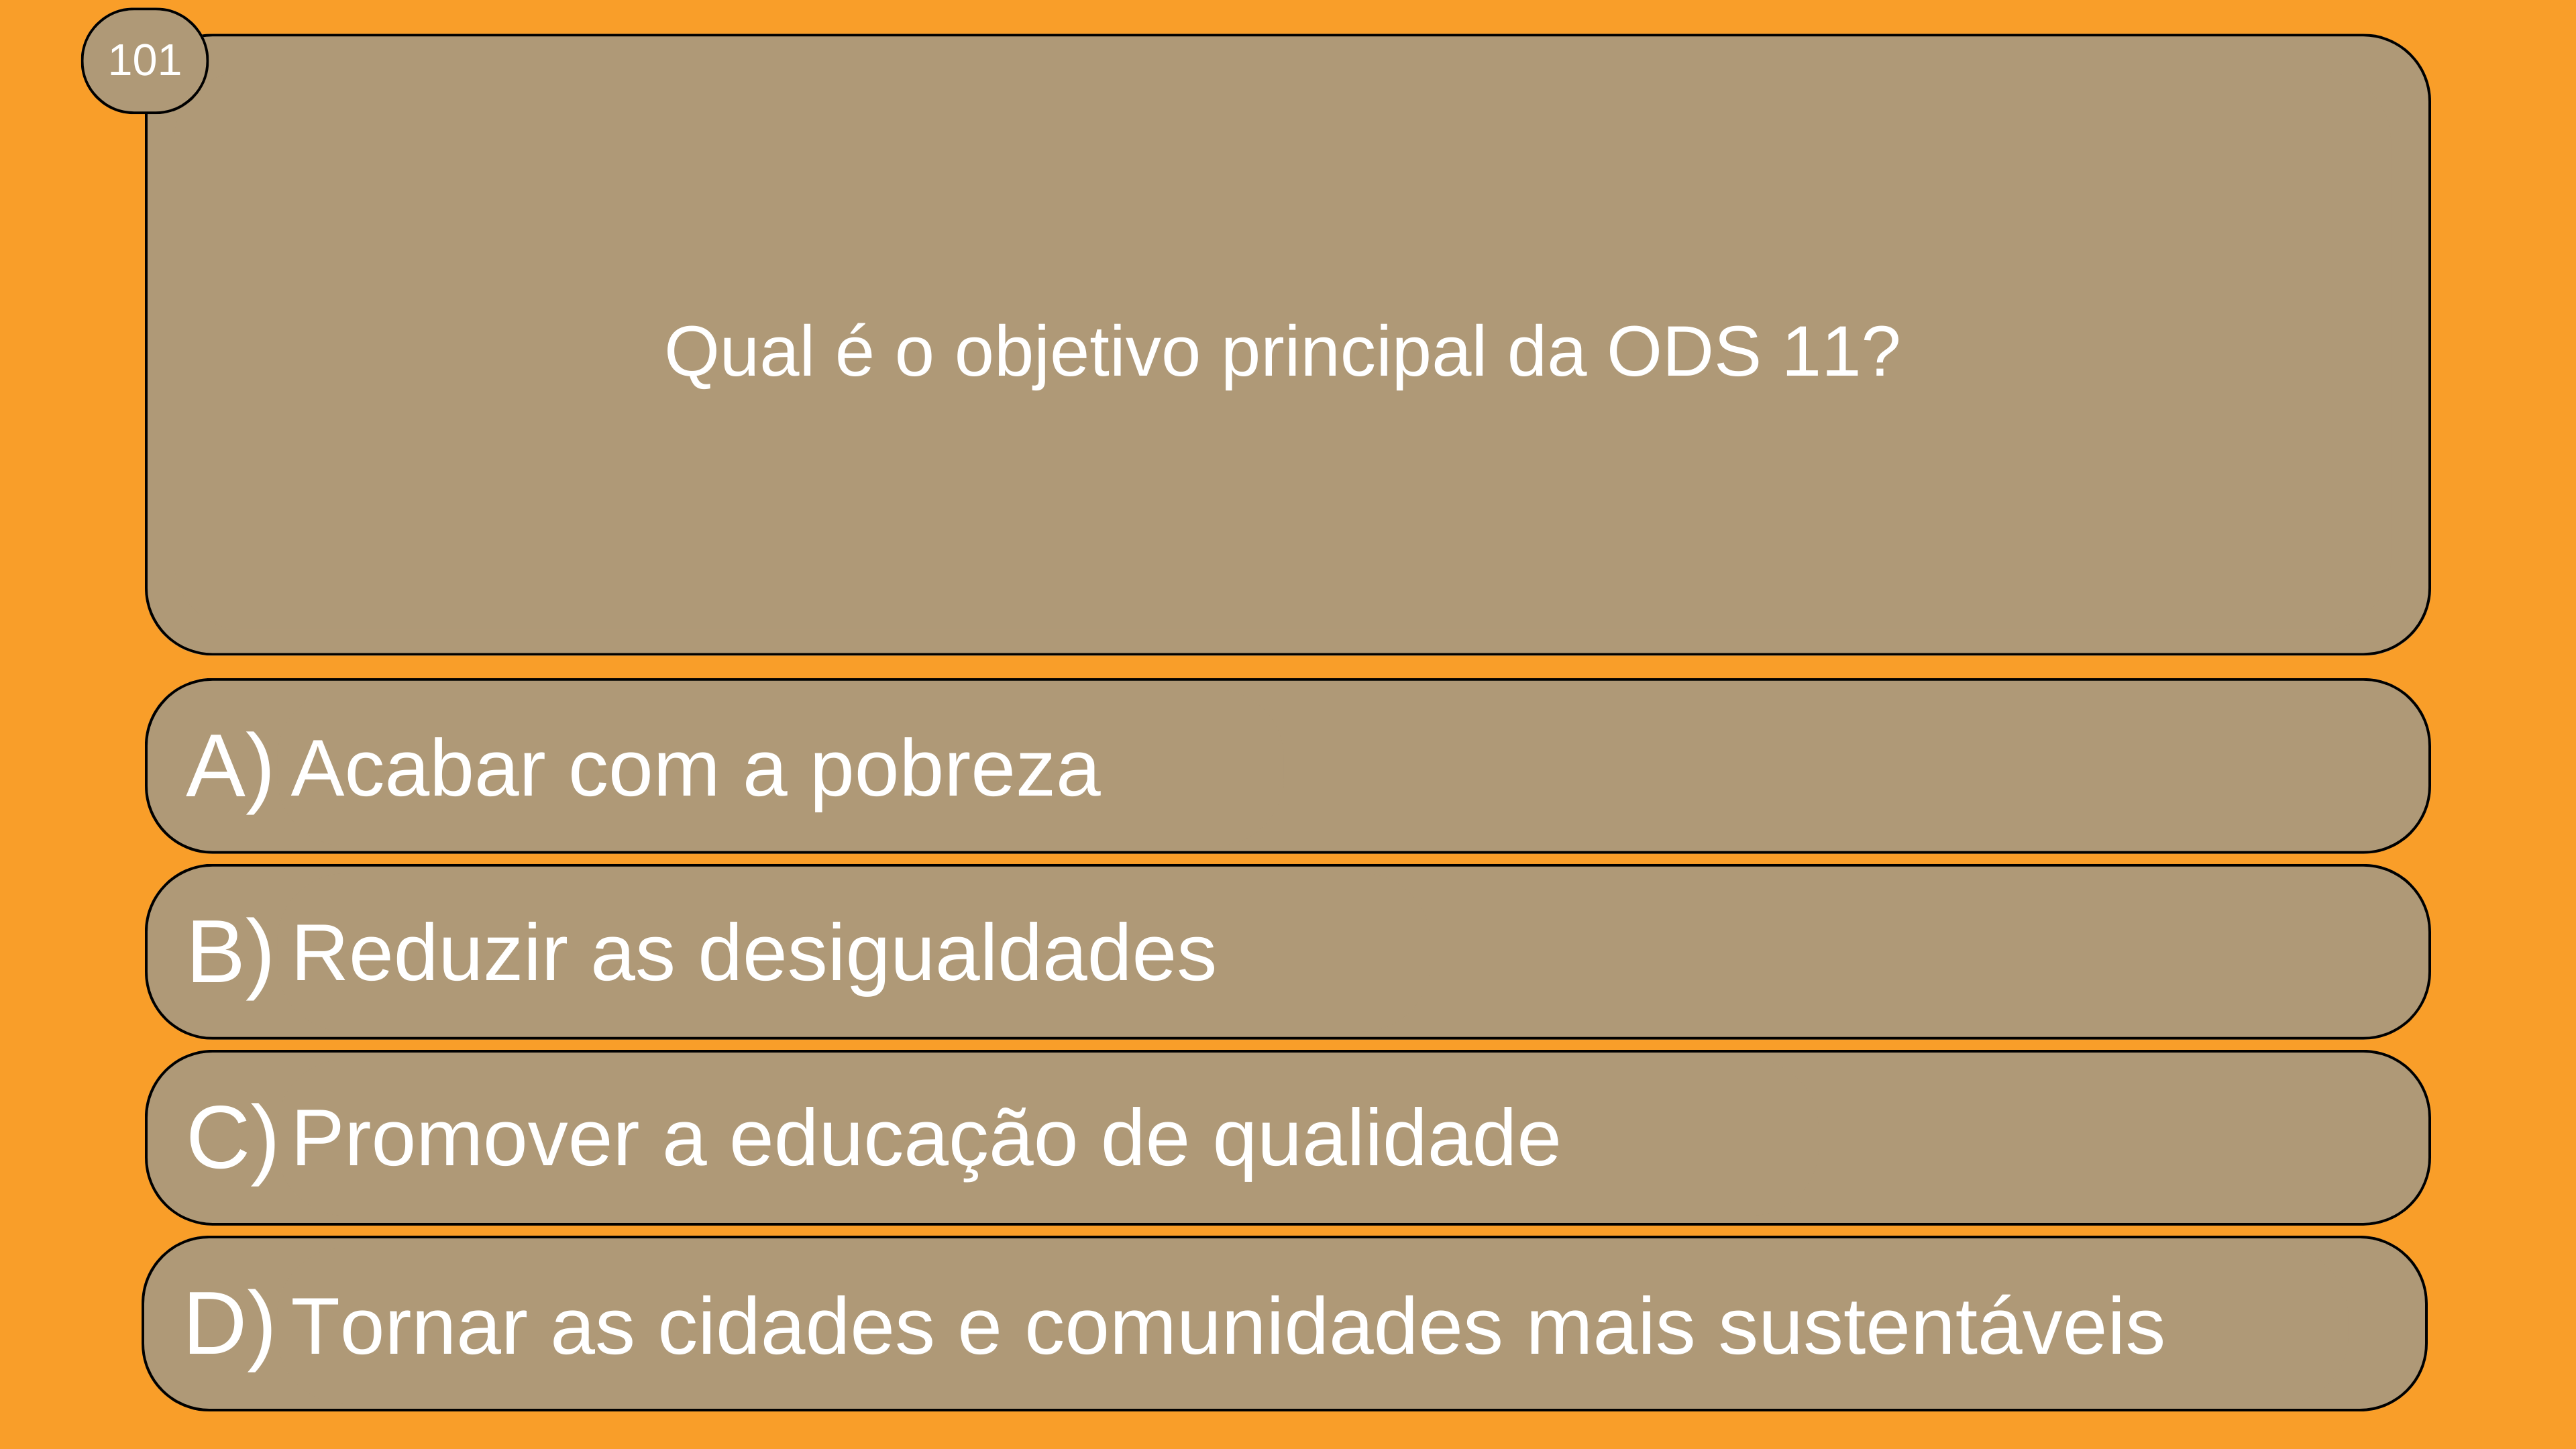 101
Qual é o objetivo principal da ODS 11?
A) Acabar com a pobreza
B) Reduzir as desigualdades
C) Promover a educação de qualidade
D) Tornar as cidades e comunidades mais sustentáveis